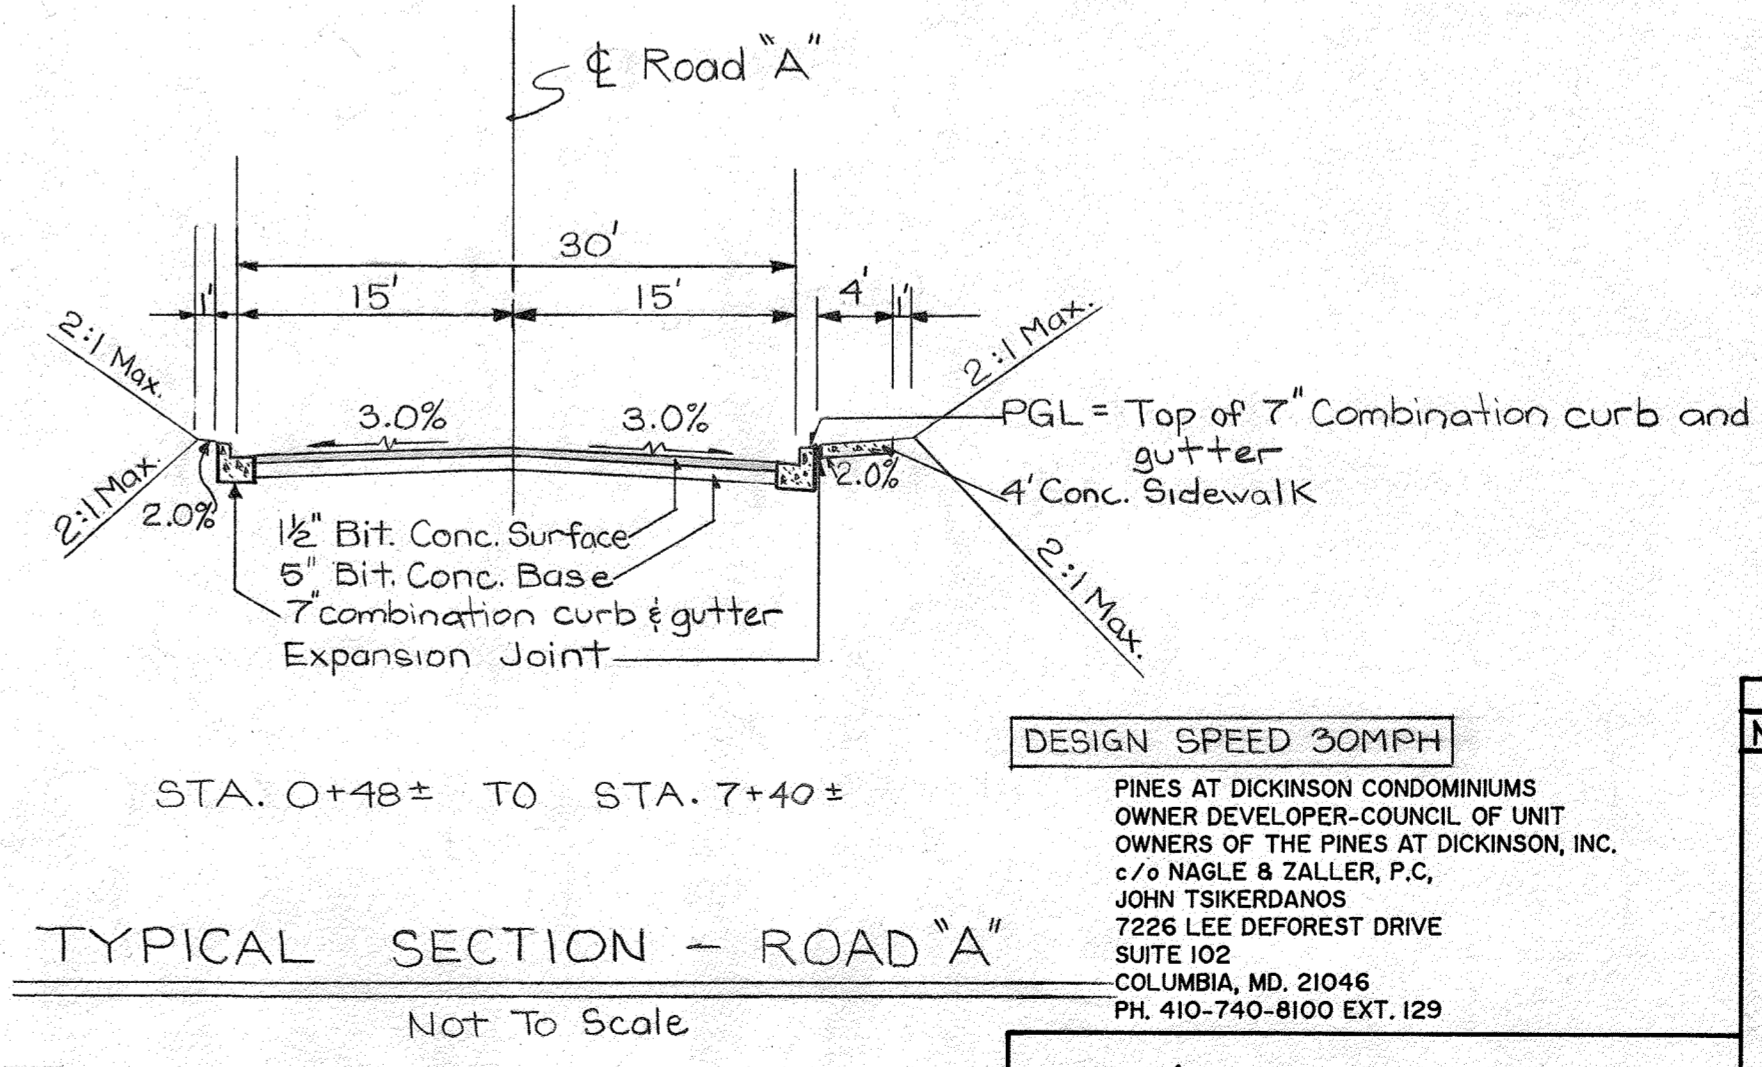 ℄ Road "A"
30'
1'
15'
15'
4'
1'
2:1 Max.
2:1 Max.
3.0%
3.0%
PGL = Top of 7" Combination curb and
gutter
2:1 Max.
2.0%
2.0%
4' Conc. Sidewalk
1½" Bit. Conc. Surface
5" Bit. Conc. Base
7" combination curb & gutter
Expansion Joint
2:1 Max.
DESIGN SPEED 30MPH
STA. 0+48± TO STA. 7+40±
PINES AT DICKINSON CONDOMINIUMS
OWNER DEVELOPER-COUNCIL OF UNIT
OWNERS OF THE PINES AT DICKINSON, INC.
c/o NAGLE & ZALLER, P.C,
JOHN TSIKERDANOS
7226 LEE DEFOREST DRIVE
SUITE 102
COLUMBIA, MD. 21046
PH. 410-740-8100 EXT. 129
TYPICAL SECTION - ROAD "A"
Not To Scale